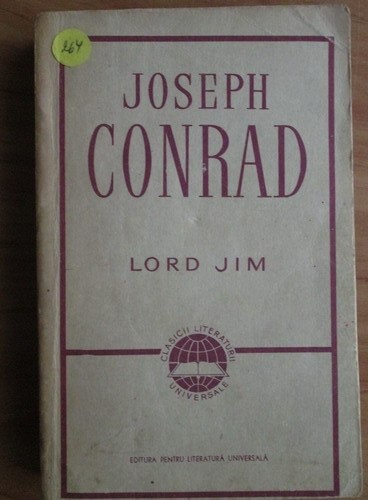 264
JOSEPH
CONRAD
LORD JIM
CLASICII LITERATURII
UNIVERSALE
EDITURA PENTRU LITERATURĂ UNIVERSALĂ